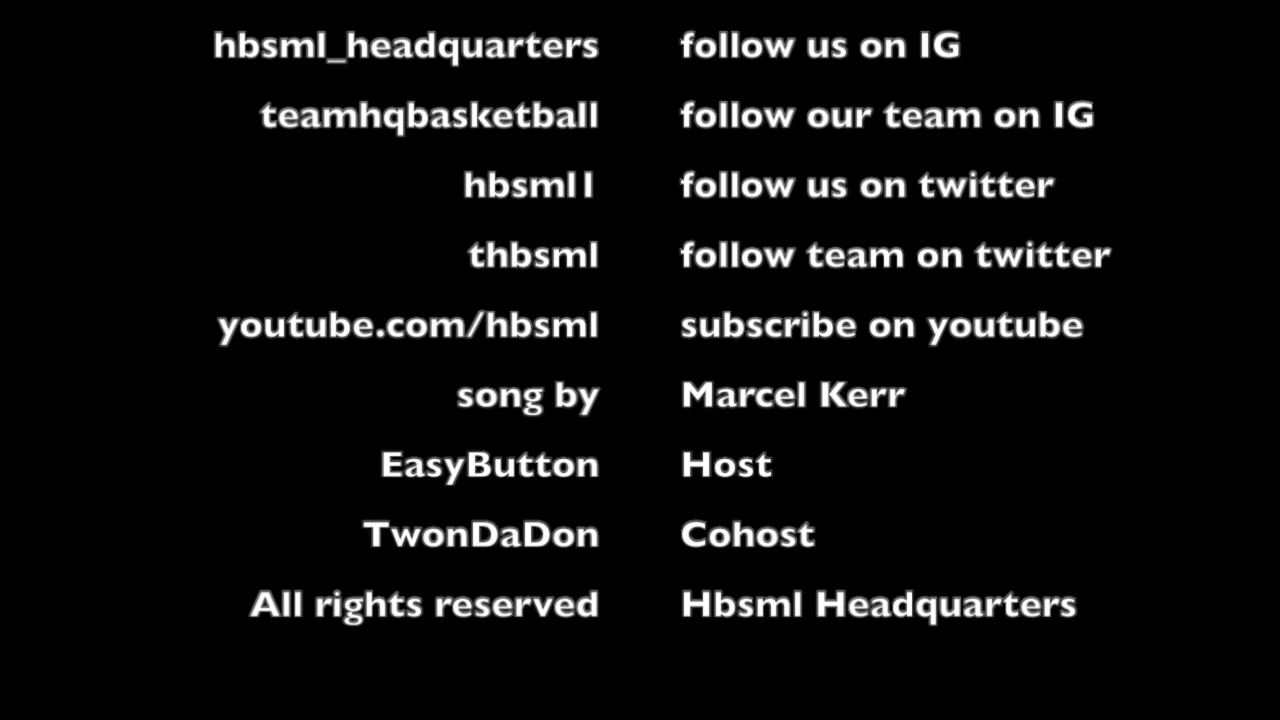 hbsml_headquarters follow us on IG
teamhqbasketball follow our team on IG
hbsml1 follow us on twitter
thbsml follow team on twitter
youtube.com/hbsml subscribe on youtube
song by Marcel Kerr
EasyButton Host
TwonDaDon Cohost
All rights reserved Hbsml Headquarters